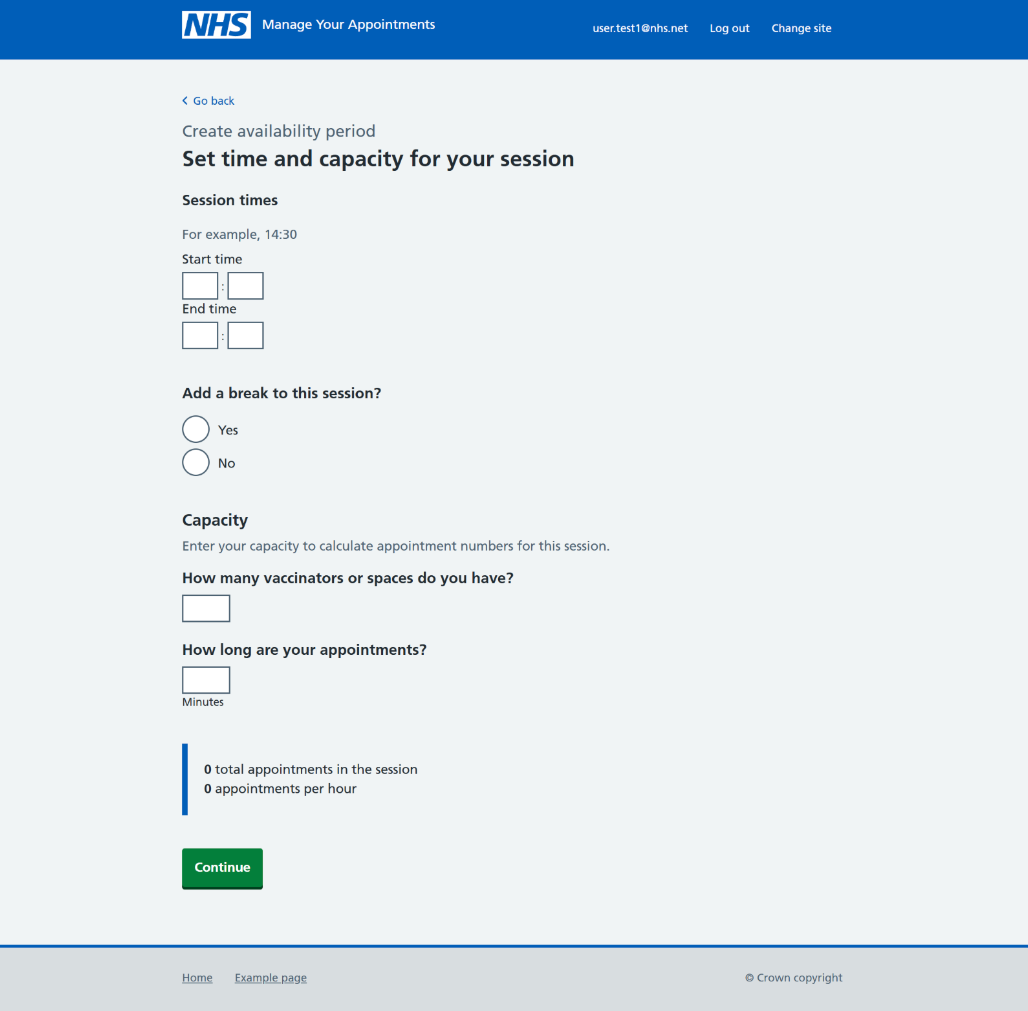 NHS Manage Your Appointments user.test1@nhs.net Log out Change site
Go back
Create availability period
Set time and capacity for your session
Session times
For example, 14:30
Start time
:
End time
:
Add a break to this session?
Yes
No
Capacity
Enter your capacity to calculate appointment numbers for this session.
How many vaccinators or spaces do you have?
How long are your appointments?
Minutes
0 total appointments in the session
0 appointments per hour
Continue
Home Example page © Crown copyright